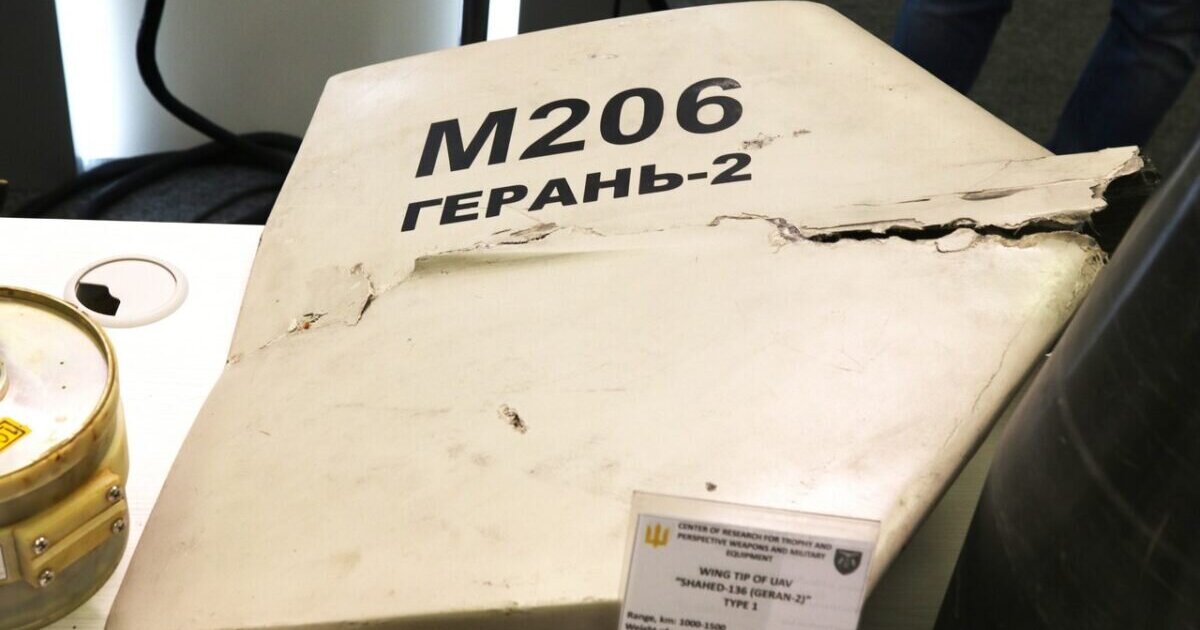 М206
ГЕРАНЬ-2
CENTER OF RESEARCH FOR TROPHY AND
PERSPECTIVE WEAPONS AND MILITARY
EQUIPMENT
WING TIP OF UAV
"SHAHED-136 (GERAN-2)"
TYPE 1
Range, km: 1000-1500